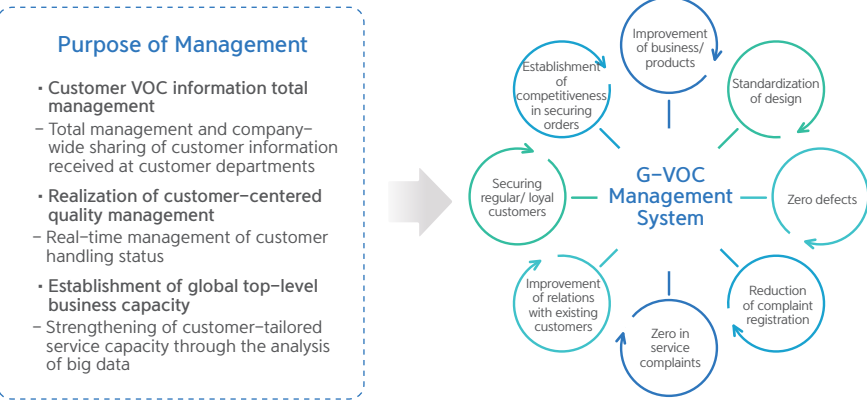 Purpose of Management
· Customer VOC information total
management
– Total management and company–
wide sharing of customer information
received at customer departments
· Realization of customer–centered
quality management
– Real–time management of customer
handling status
· Establishment of global top–level
business capacity
– Strengthening of customer–tailored
service capacity through the analysis
of big data
G–VOC
Management
System
Improvement
of business/
products
Standardization
of design
Zero defects
Reduction
of complaint
registration
Zero in
service
complaints
Improvement
of relations
with existing
customers
Securing
regular/ loyal
customers
Establishment
of
competitiveness
in securing
orders